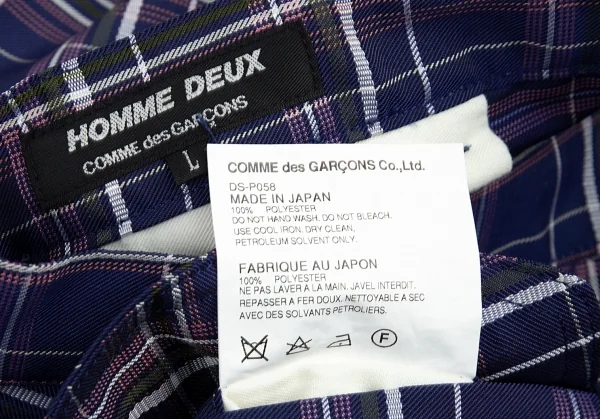 HOMME DEUX
COMME des GARÇONS
L
COMME des GARÇONS Co.,Ltd.
DS-P058
MADE IN JAPAN
100% POLYESTER
DO NOT HAND WASH. DO NOT BLEACH.
USE COOL IRON, DRY CLEAN,
PETROLEUM SOLVENT ONLY.
FABRIQUE AU JAPON
100% POLYESTER
NE PAS LAVER A LA MAIN. JAVEL INTERDIT.
REPASSER A FER DOUX. NETTOYABLE A SEC
AVEC DES SOLVANTS PETROLIERS.
F